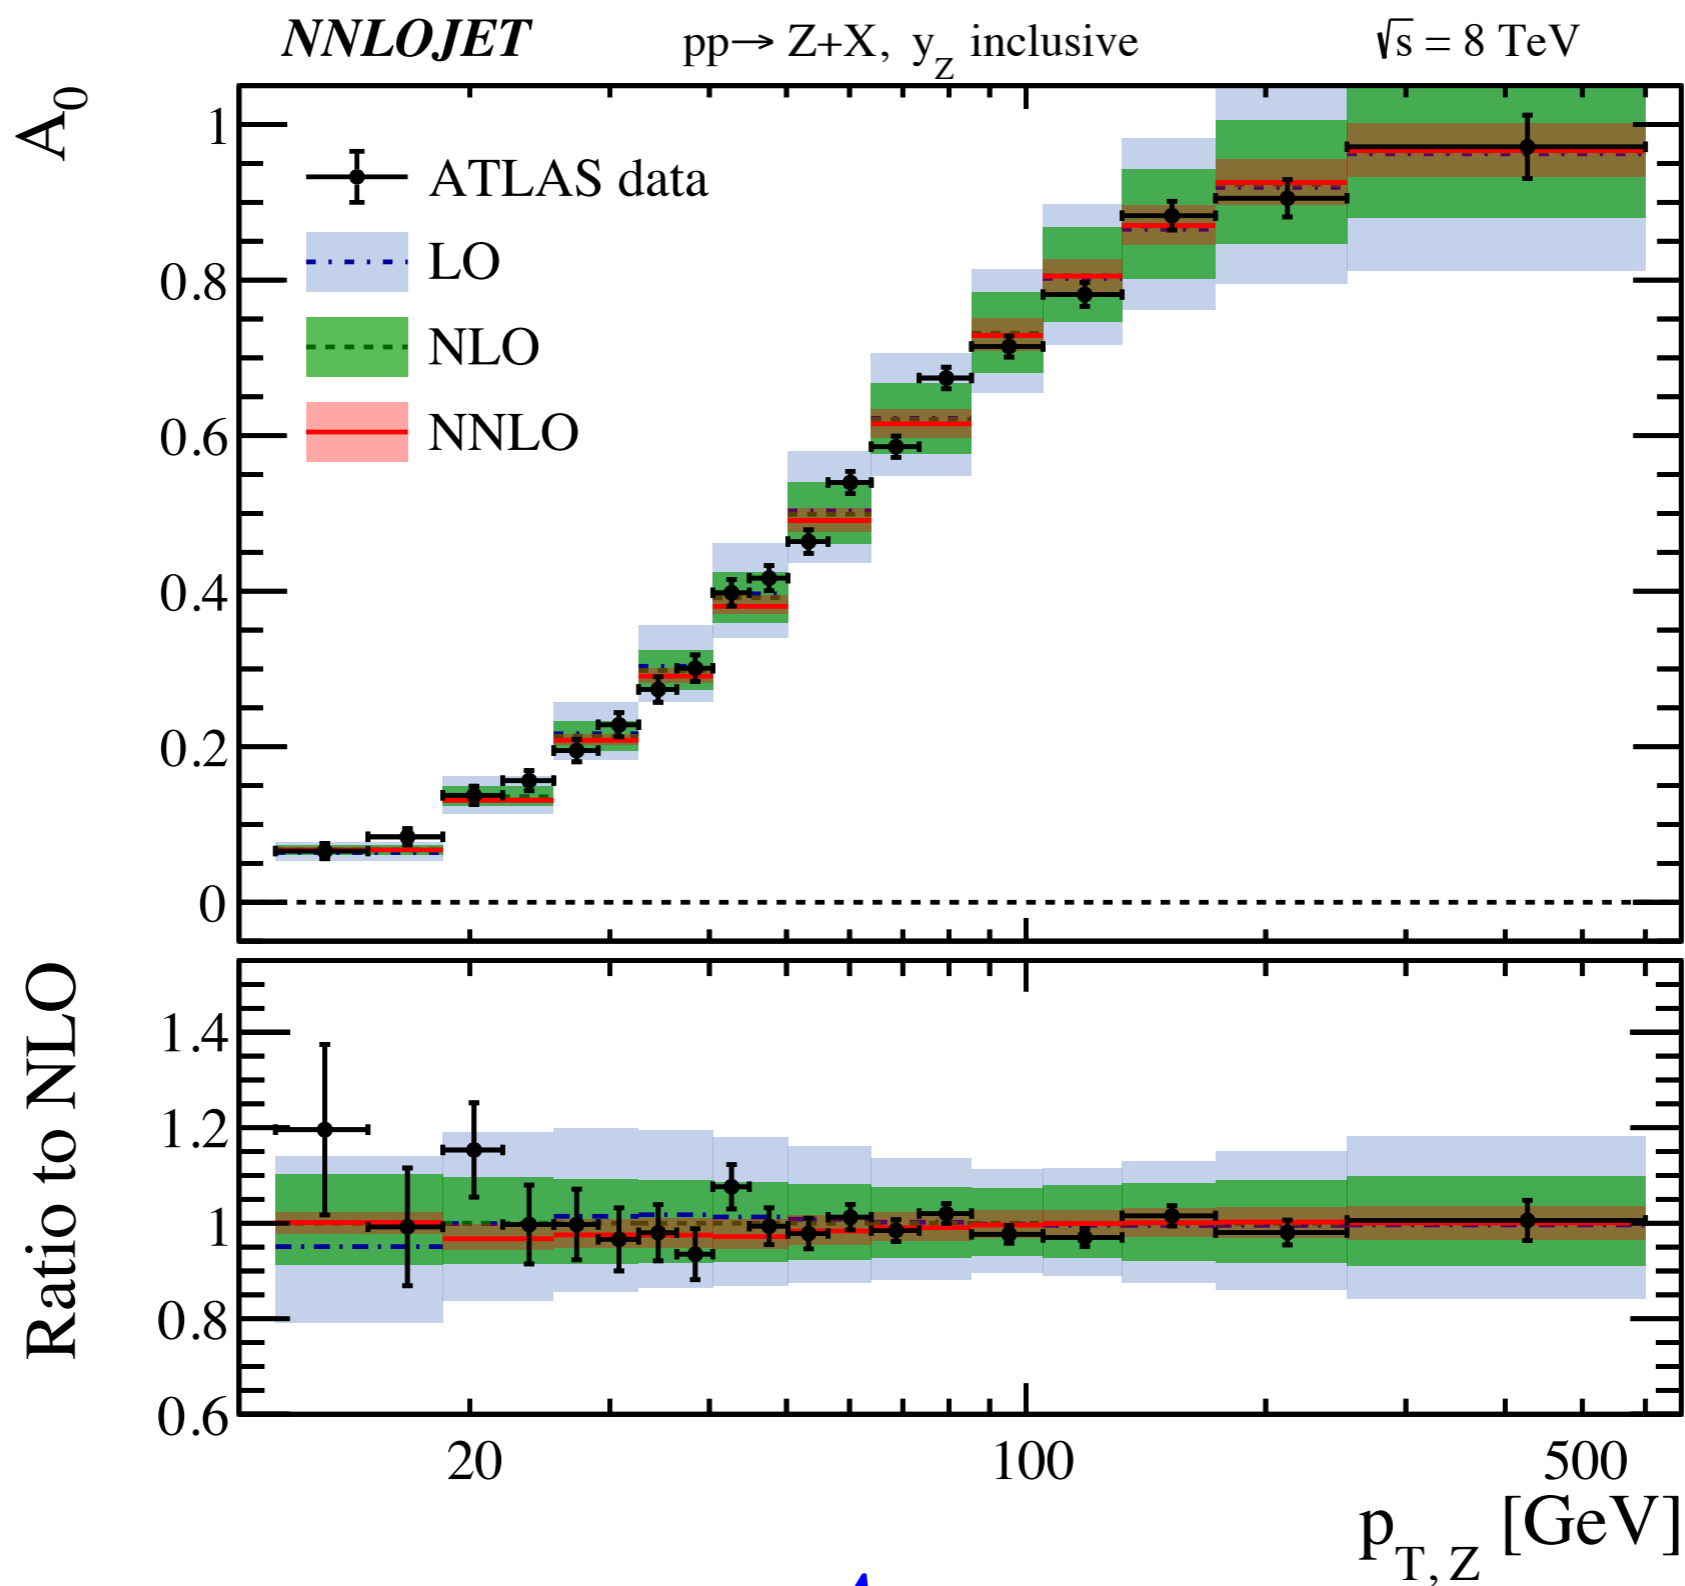 NNLOJET pp→ Z+X, y_Z inclusive √s = 8 TeV
A_0
1
0.8
0.6
0.4
0.2
0
ATLAS data
LO
NLO
NNLO
Ratio to NLO
1.4
1.2
1
0.8
0.6
20 100 500
p_T, Z [GeV]